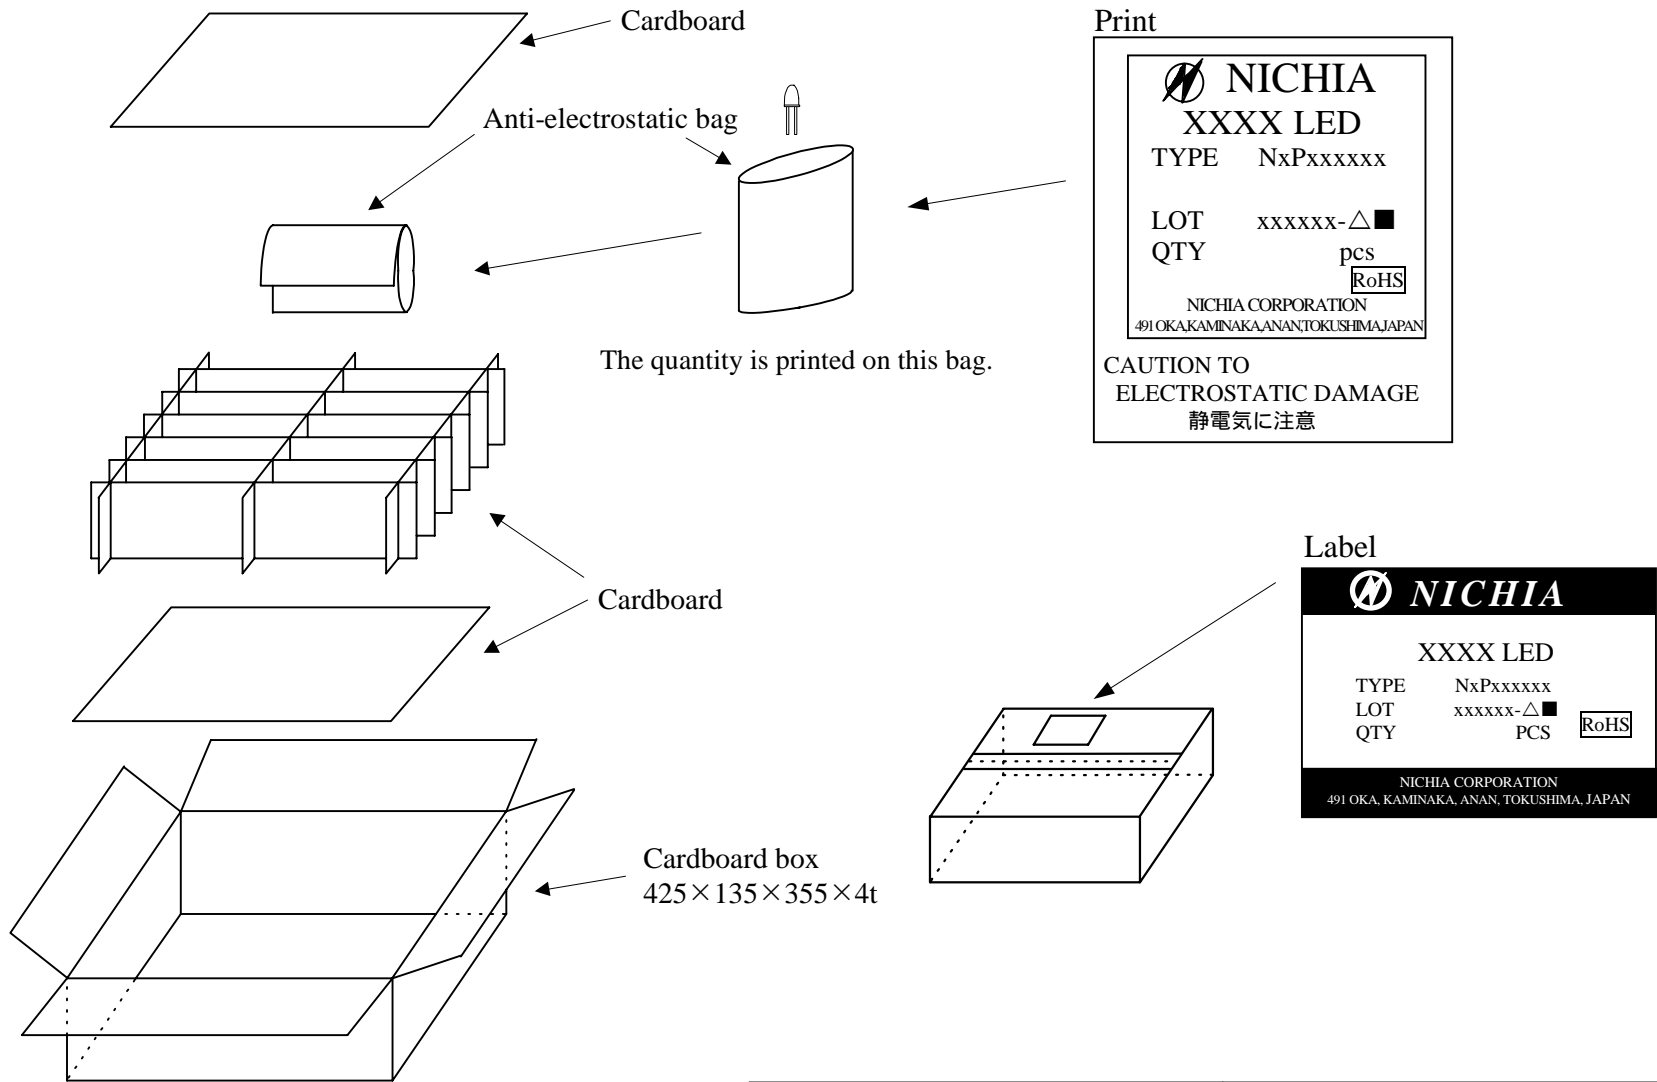 Cardboard
Anti-electrostatic bag
The quantity is printed on this bag.
Cardboard
Cardboard box
425×135×355×4t
Print
NICHIA
XXXX LED
TYPE NxPxxxxxx
LOT xxxxxx-△■
QTY pcs
RoHS
NICHIA CORPORATION
491 OKA,KAMINAKA,ANAN,TOKUSHIMA,JAPAN
CAUTION TO
ELECTROSTATIC DAMAGE
静電気に注意
Label
NICHIA
XXXX LED
TYPE NxPxxxxxx
LOT xxxxxx-△■
QTY PCS
RoHS
NICHIA CORPORATION
491 OKA, KAMINAKA, ANAN, TOKUSHIMA, JAPAN